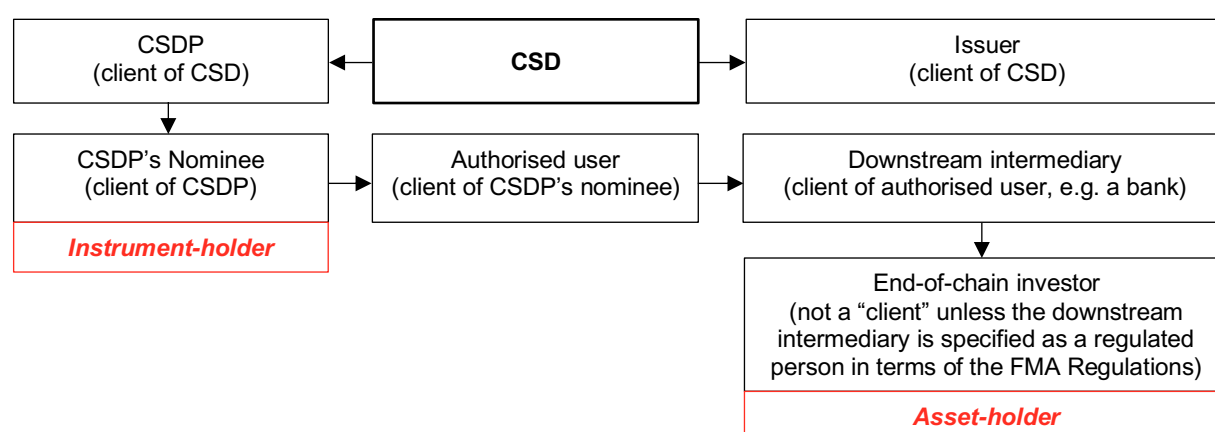 CSDP
(client of CSD)
CSD
Issuer
(client of CSD)
CSDP's Nominee
(client of CSDP)
Instrument-holder
Authorised user
(client of CSDP's nominee)
Downstream intermediary
(client of authorised user, e.g. a bank)
End-of-chain investor
(not a “client” unless the downstream
intermediary is specified as a regulated
person in terms of the FMA Regulations)
Asset-holder